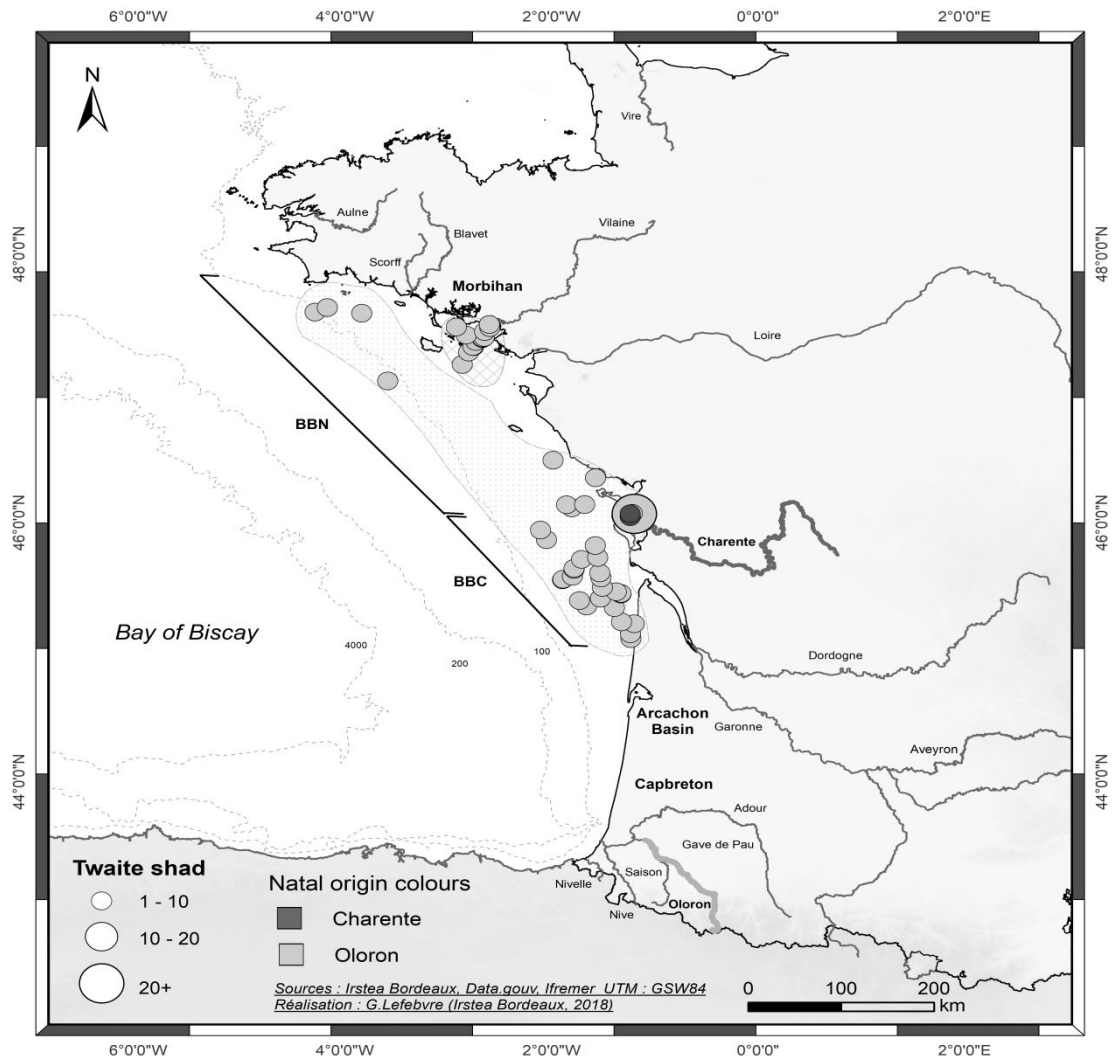 6°0'0"W 4°0'0"W 2°0'0"W 0°0'0" 2°0'0"E
N
Vire
Aulne
Blavet
Vilaine
48°0'0"N
48°0'0"N
Scorff
Morbihan
Loire
BBN
46°0'0"N
46°0'0"N
Charente
BBC
Bay of Biscay
4000
200
100
Dordogne
Arcachon
Basin
Garonne
Aveyron
44°0'0"N
44°0'0"N
Capbreton
Adour
Gave de Pau
Saison
Nivelle
Nive
Oloron
Twaite shad
1 - 10
10 - 20
20+
Natal origin colours
Charente
Oloron
Sources : Irstea Bordeaux, Data.gouv, Ifremer UTM : GSW84
Réalisation : G.Lefebvre (Irstea Bordeaux, 2018)
0 100 200
km
6°0'0"W 4°0'0"W 2°0'0"W 0°0'0" 2°0'0"E